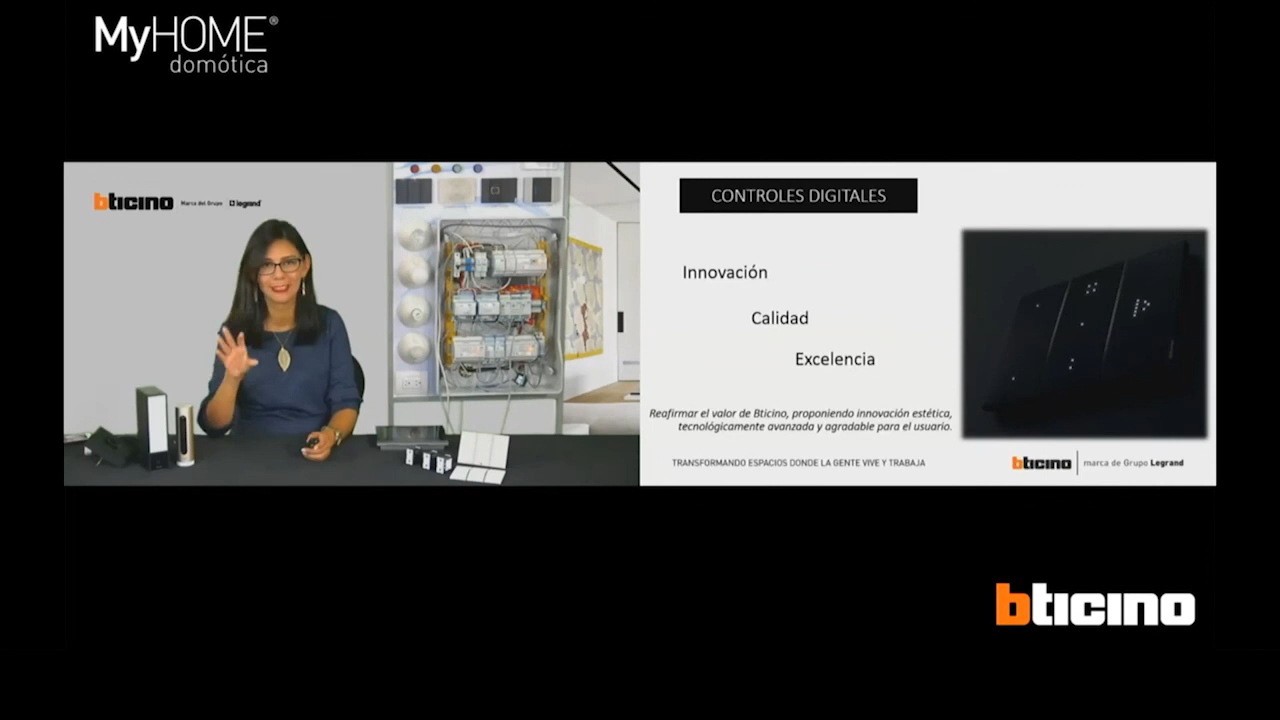 MyHOME®
domótica
bticino Marca del Grupo legrand
CONTROLES DIGITALES
Innovación
Calidad
Excelencia
Reafirmar el valor de Bticino, proponiendo innovación estética,
tecnológicamente avanzada y agradable para el usuario.
TRANSFORMANDO ESPACIOS DONDE LA GENTE VIVE Y TRABAJA
bticino marca de Grupo Legrand
bticino